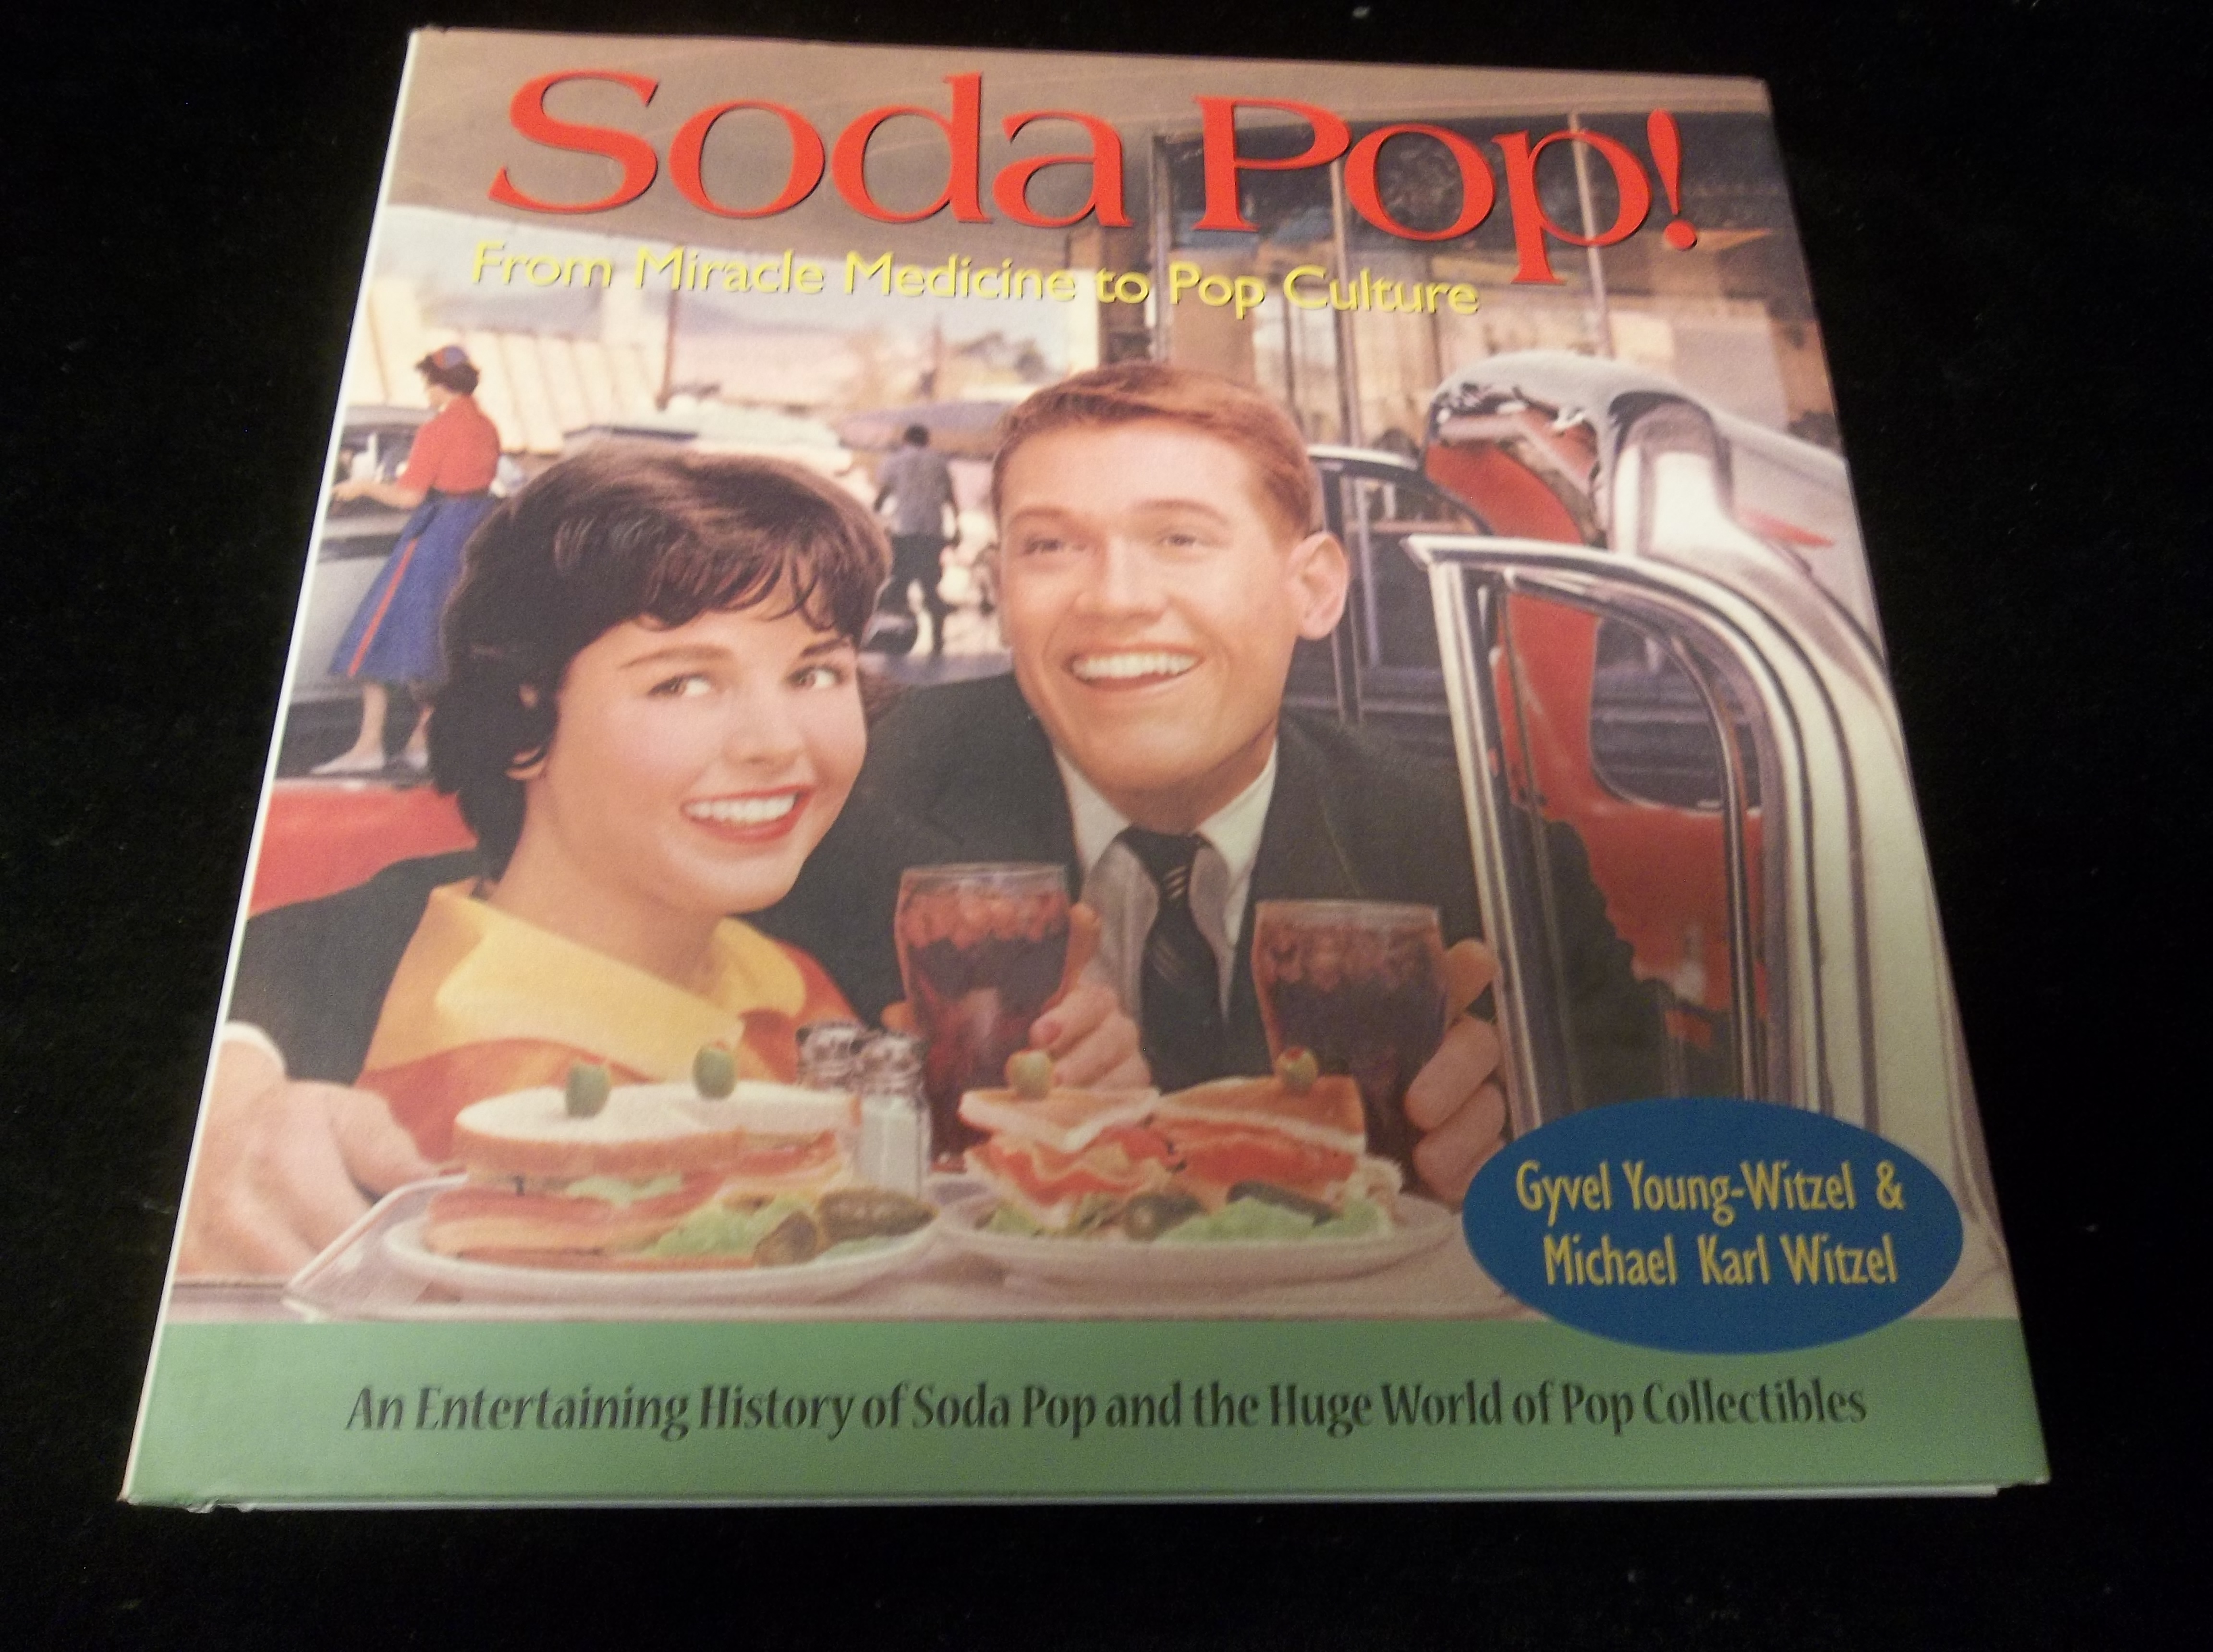 Soda Pop!
From Miracle Medicine to Pop Culture
Gyvel Young-Witzel &
Michael Karl Witzel
An Entertaining History of Soda Pop and the Huge World of Pop Collectibles